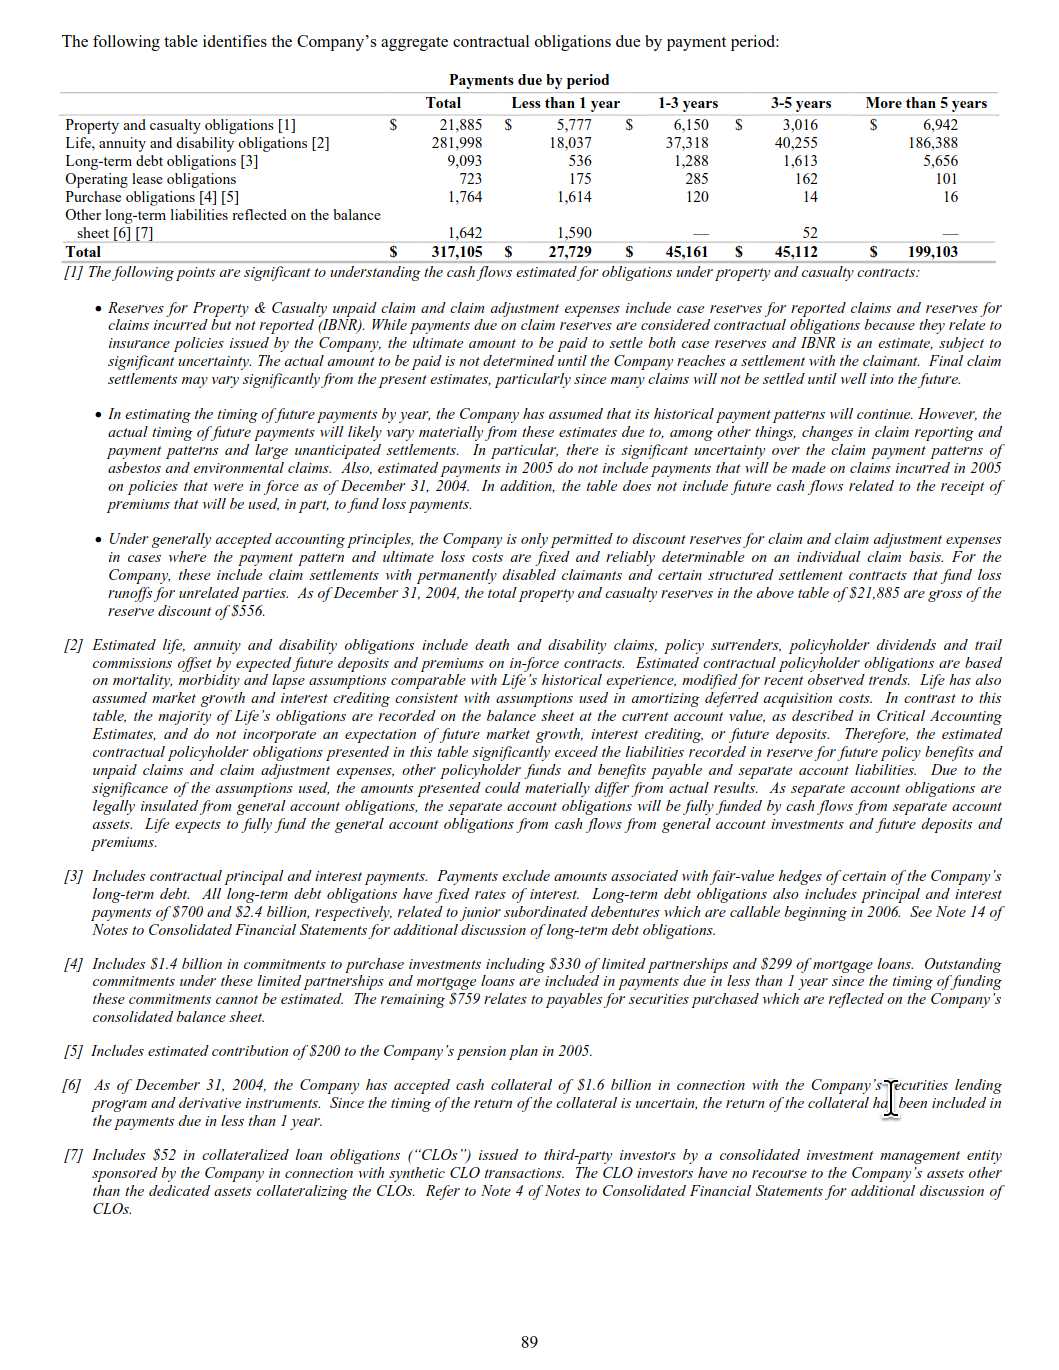 The following table identifies the Company's aggregate contractual obligations due by payment period:
Payments due by period
Total Less than 1 year 1-3 years 3-5 years More than 5 years
Property and casualty obligations [1] $ 21,885 $ 5,777 $ 6,150 $ 3,016 $ 6,942
Life, annuity and disability obligations [2] 281,998 18,037 37,318 40,255 186,388
Long-term debt obligations [3] 9,093 536 1,288 1,613 5,656
Operating lease obligations 723 175 285 162 101
Purchase obligations [4] [5] 1,764 1,614 120 14 16
Other long-term liabilities reflected on the balance
sheet [6] [7] 1,642 1,590 — 52 —
Total $ 317,105 $ 27,729 $ 45,161 $ 45,112 $ 199,103
[1] The following points are significant to understanding the cash flows estimated for obligations under property and casualty contracts:
• Reserves for Property & Casualty unpaid claim and claim adjustment expenses include case reserves for reported claims and reserves for
claims incurred but not reported (IBNR). While payments due on claim reserves are considered contractual obligations because they relate to
insurance policies issued by the Company, the ultimate amount to be paid to settle both case reserves and IBNR is an estimate, subject to
significant uncertainty. The actual amount to be paid is not determined until the Company reaches a settlement with the claimant. Final claim
settlements may vary significantly from the present estimates, particularly since many claims will not be settled until well into the future.
• In estimating the timing of future payments by year, the Company has assumed that its historical payment patterns will continue. However, the
actual timing of future payments will likely vary materially from these estimates due to, among other things, changes in claim reporting and
payment patterns and large unanticipated settlements. In particular, there is significant uncertainty over the claim payment patterns of
asbestos and environmental claims. Also, estimated payments in 2005 do not include payments that will be made on claims incurred in 2005
on policies that were in force as of December 31, 2004. In addition, the table does not include future cash flows related to the receipt of
premiums that will be used, in part, to fund loss payments.
• Under generally accepted accounting principles, the Company is only permitted to discount reserves for claim and claim adjustment expenses
in cases where the payment pattern and ultimate loss costs are fixed and reliably determinable on an individual claim basis. For the
Company, these include claim settlements with permanently disabled claimants and certain structured settlement contracts that fund loss
runoffs for unrelated parties. As of December 31, 2004, the total property and casualty reserves in the above table of $21,885 are gross of the
reserve discount of $556.
[2] Estimated life, annuity and disability obligations include death and disability claims, policy surrenders, policyholder dividends and trail
commissions offset by expected future deposits and premiums on in-force contracts. Estimated contractual policyholder obligations are based
on mortality, morbidity and lapse assumptions comparable with Life's historical experience, modified for recent observed trends. Life has also
assumed market growth and interest crediting consistent with assumptions used in amortizing deferred acquisition costs. In contrast to this
table, the majority of Life's obligations are recorded on the balance sheet at the current account value, as described in Critical Accounting
Estimates, and do not incorporate an expectation of future market growth, interest crediting, or future deposits. Therefore, the estimated
contractual policyholder obligations presented in this table significantly exceed the liabilities recorded in reserve for future policy benefits and
unpaid claims and claim adjustment expenses, other policyholder funds and benefits payable and separate account liabilities. Due to the
significance of the assumptions used, the amounts presented could materially differ from actual results. As separate account obligations are
legally insulated from general account obligations, the separate account obligations will be fully funded by cash flows from separate account
assets. Life expects to fully fund the general account obligations from cash flows from general account investments and future deposits and
premiums.
[3] Includes contractual principal and interest payments. Payments exclude amounts associated with fair-value hedges of certain of the Company's
long-term debt. All long-term debt obligations have fixed rates of interest. Long-term debt obligations also includes principal and interest
payments of $700 and $2.4 billion, respectively, related to junior subordinated debentures which are callable beginning in 2006. See Note 14 of
Notes to Consolidated Financial Statements for additional discussion of long-term debt obligations.
[4] Includes $1.4 billion in commitments to purchase investments including $330 of limited partnerships and $299 of mortgage loans. Outstanding
commitments under these limited partnerships and mortgage loans are included in payments due in less than 1 year since the timing of funding
these commitments cannot be estimated. The remaining $759 relates to payables for securities purchased which are reflected on the Company's
consolidated balance sheet.
[5] Includes estimated contribution of $200 to the Company's pension plan in 2005.
[6] As of December 31, 2004, the Company has accepted cash collateral of $1.6 billion in connection with the Company's securities lending
program and derivative instruments. Since the timing of the return of the collateral is uncertain, the return of the collateral has been included in
the payments due in less than 1 year.
[7] Includes $52 in collateralized loan obligations ("CLOs") issued to third-party investors by a consolidated investment management entity
sponsored by the Company in connection with synthetic CLO transactions. The CLO investors have no recourse to the Company's assets other
than the dedicated assets collateralizing the CLOs. Refer to Note 4 of Notes to Consolidated Financial Statements for additional discussion of
CLOs.
89